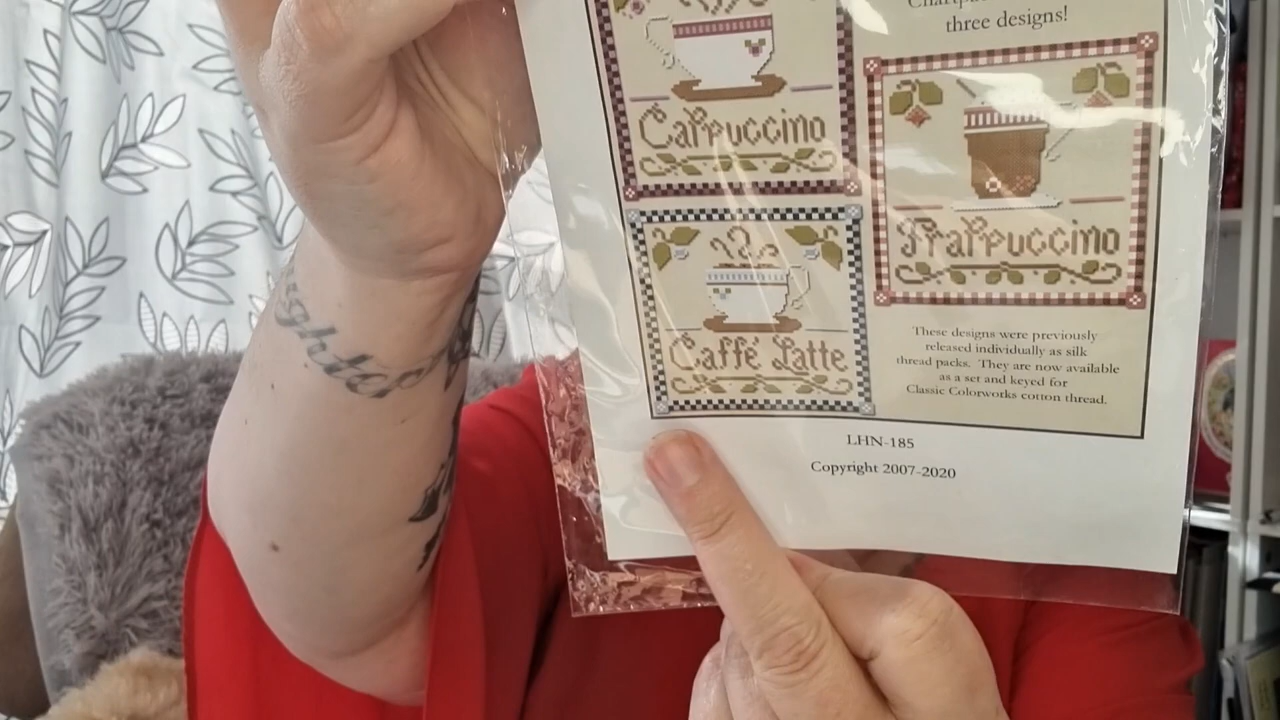 three designs!
Cappuccino
Frappuccino
Caffé Latte
These designs were previously
released individually as silk
thread packs. They are now available
as a set and keyed for
Classic Colorworks cotton thread.
LHN-185
Copyright 2007-2020